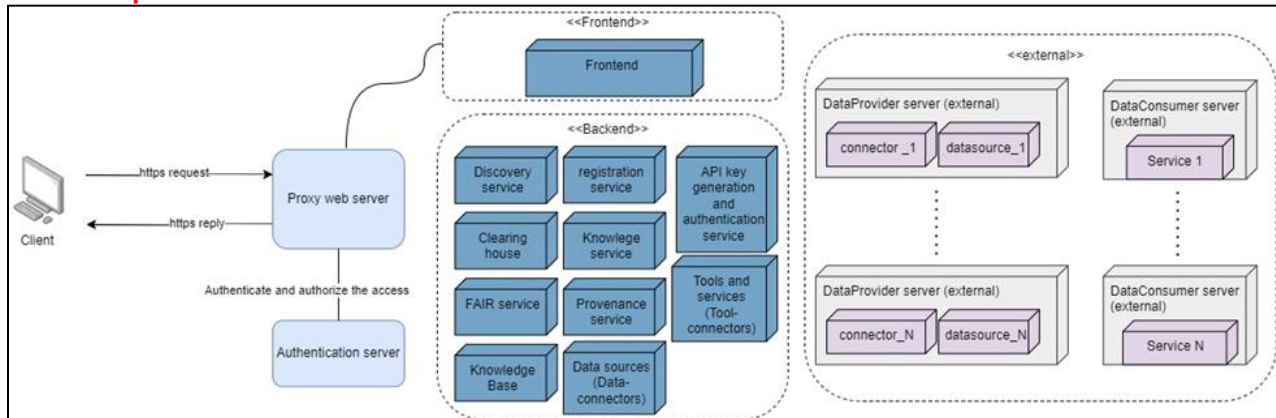 <<Frontend>>
Frontend
https request
Proxy web server
https reply
Client
Authenticate and authorize the access
Authentication server
<<Backend>>
Discovery
service
registration
service
API key
generation
and
authentication
service
Clearing
house
Knowlege
service
FAIR service
Provenance
service
Tools and
services
(Tool-
connectors)
Knowledge
Base
Data sources
(Data-
connectors)
<<external>>
DataProvider server (external)
connector _1
datasource_1
DataConsumer server
(external)
Service 1
DataProvider server (external)
connector_N
datasource_N
DataConsumer server
(external)
Service N